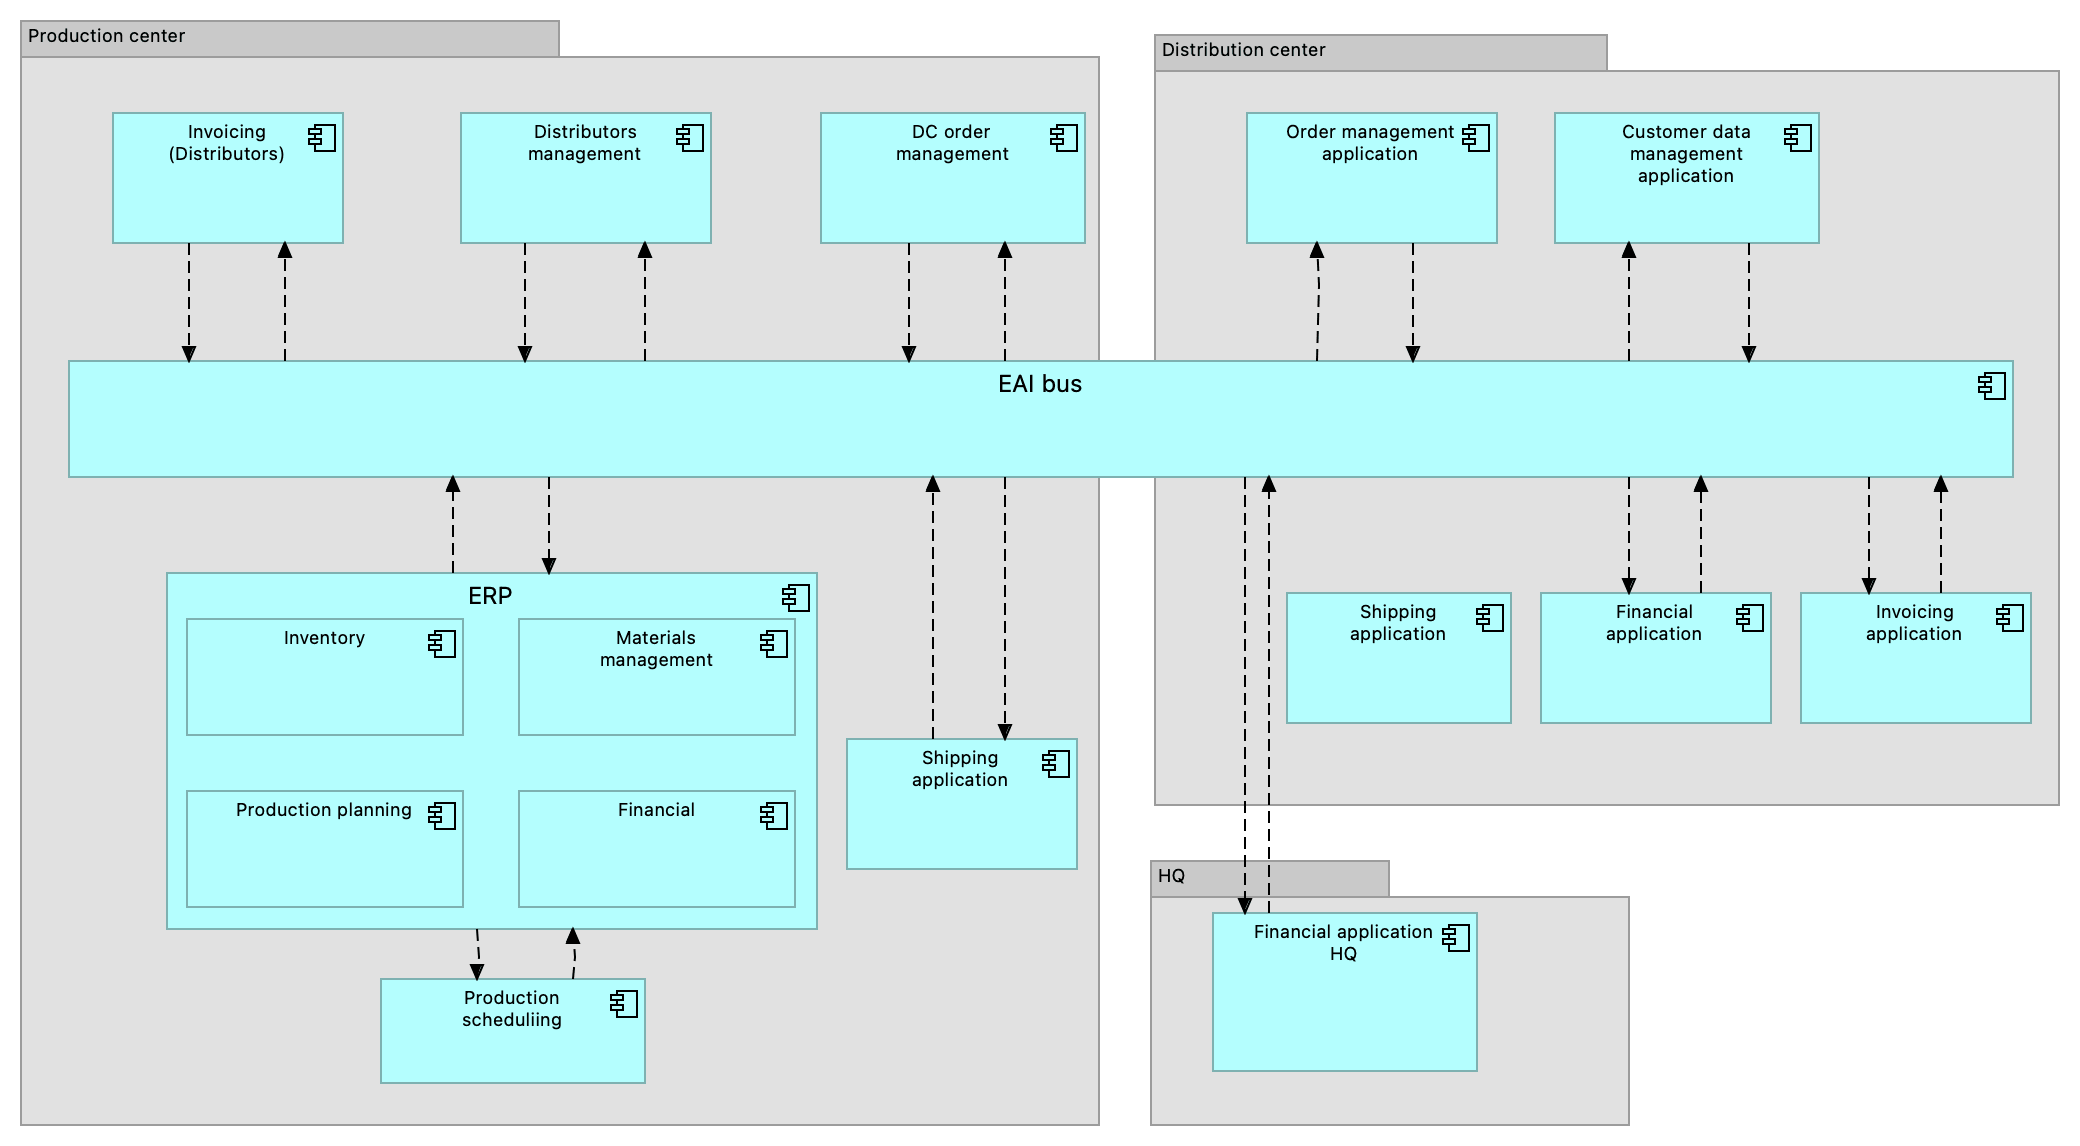 Production center
Distribution center
Invoicing
(Distributors)
Distributors
management
DC order
management
Order management
application
Customer data
management
application
EAI bus
ERP
Inventory
Materials
management
Production planning
Financial
Shipping
application
Production
scheduliing
Shipping
application
Financial
application
Invoicing
application
HQ
Financial application
HQ